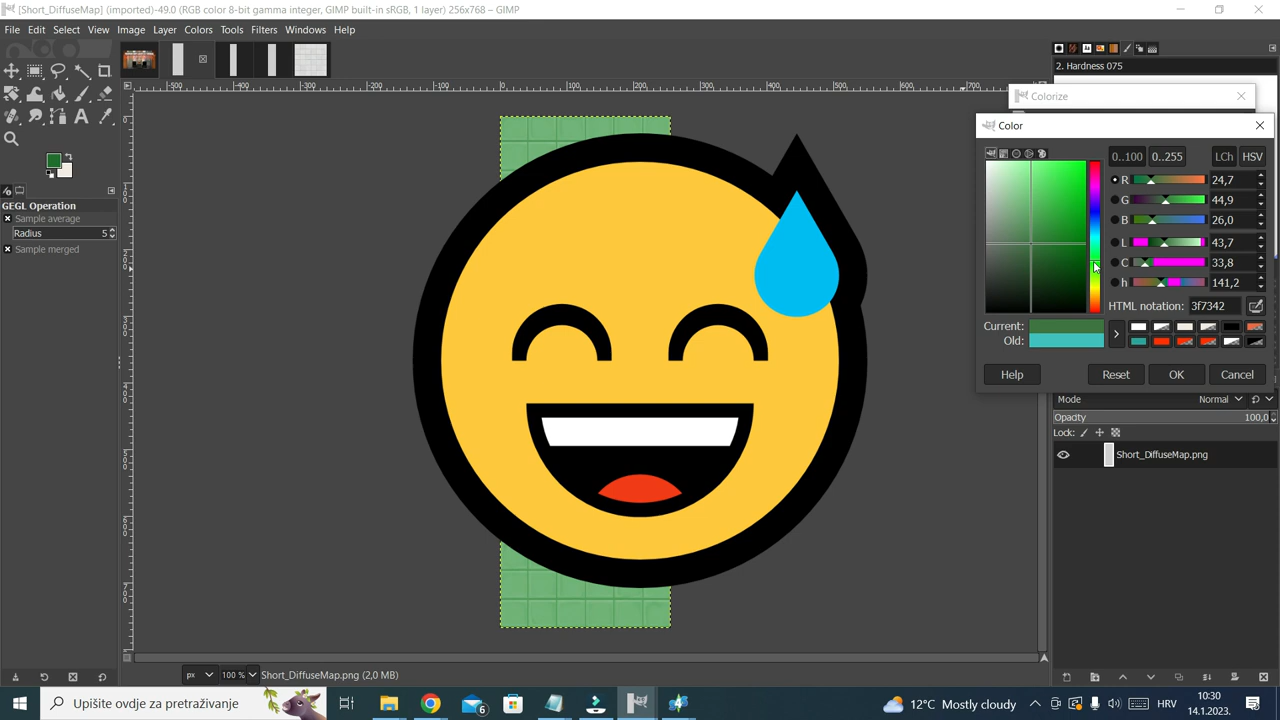 [Short_DiffuseMap] (imported)-49.0 (RGB color 8-bit gamma integer, GIMP built-in sRGB, 1 layer) 256x768 – GIMP
File Edit Select View Image Layer Colors Tools Filters Windows Help
2. Hardness 075
Colorize
Color
0..100 0..255 LCh HSV
R 24,7
G 44,9
B 26,0
L 43,7
C 33,8
h 141,2
HTML notation: 3f7342
Current:
Old:
Help Reset OK Cancel
GEGL Operation
Sample average
Radius 5
Sample merged
Mode Normal
Opacity 100,0
Lock:
Short_DiffuseMap.png
px 100 % Short_DiffuseMap.png (2,0 MB)
Upišite ovdje za pretraživanje
12°C Mostly cloudy
HRV
10:30
14.1.2023.